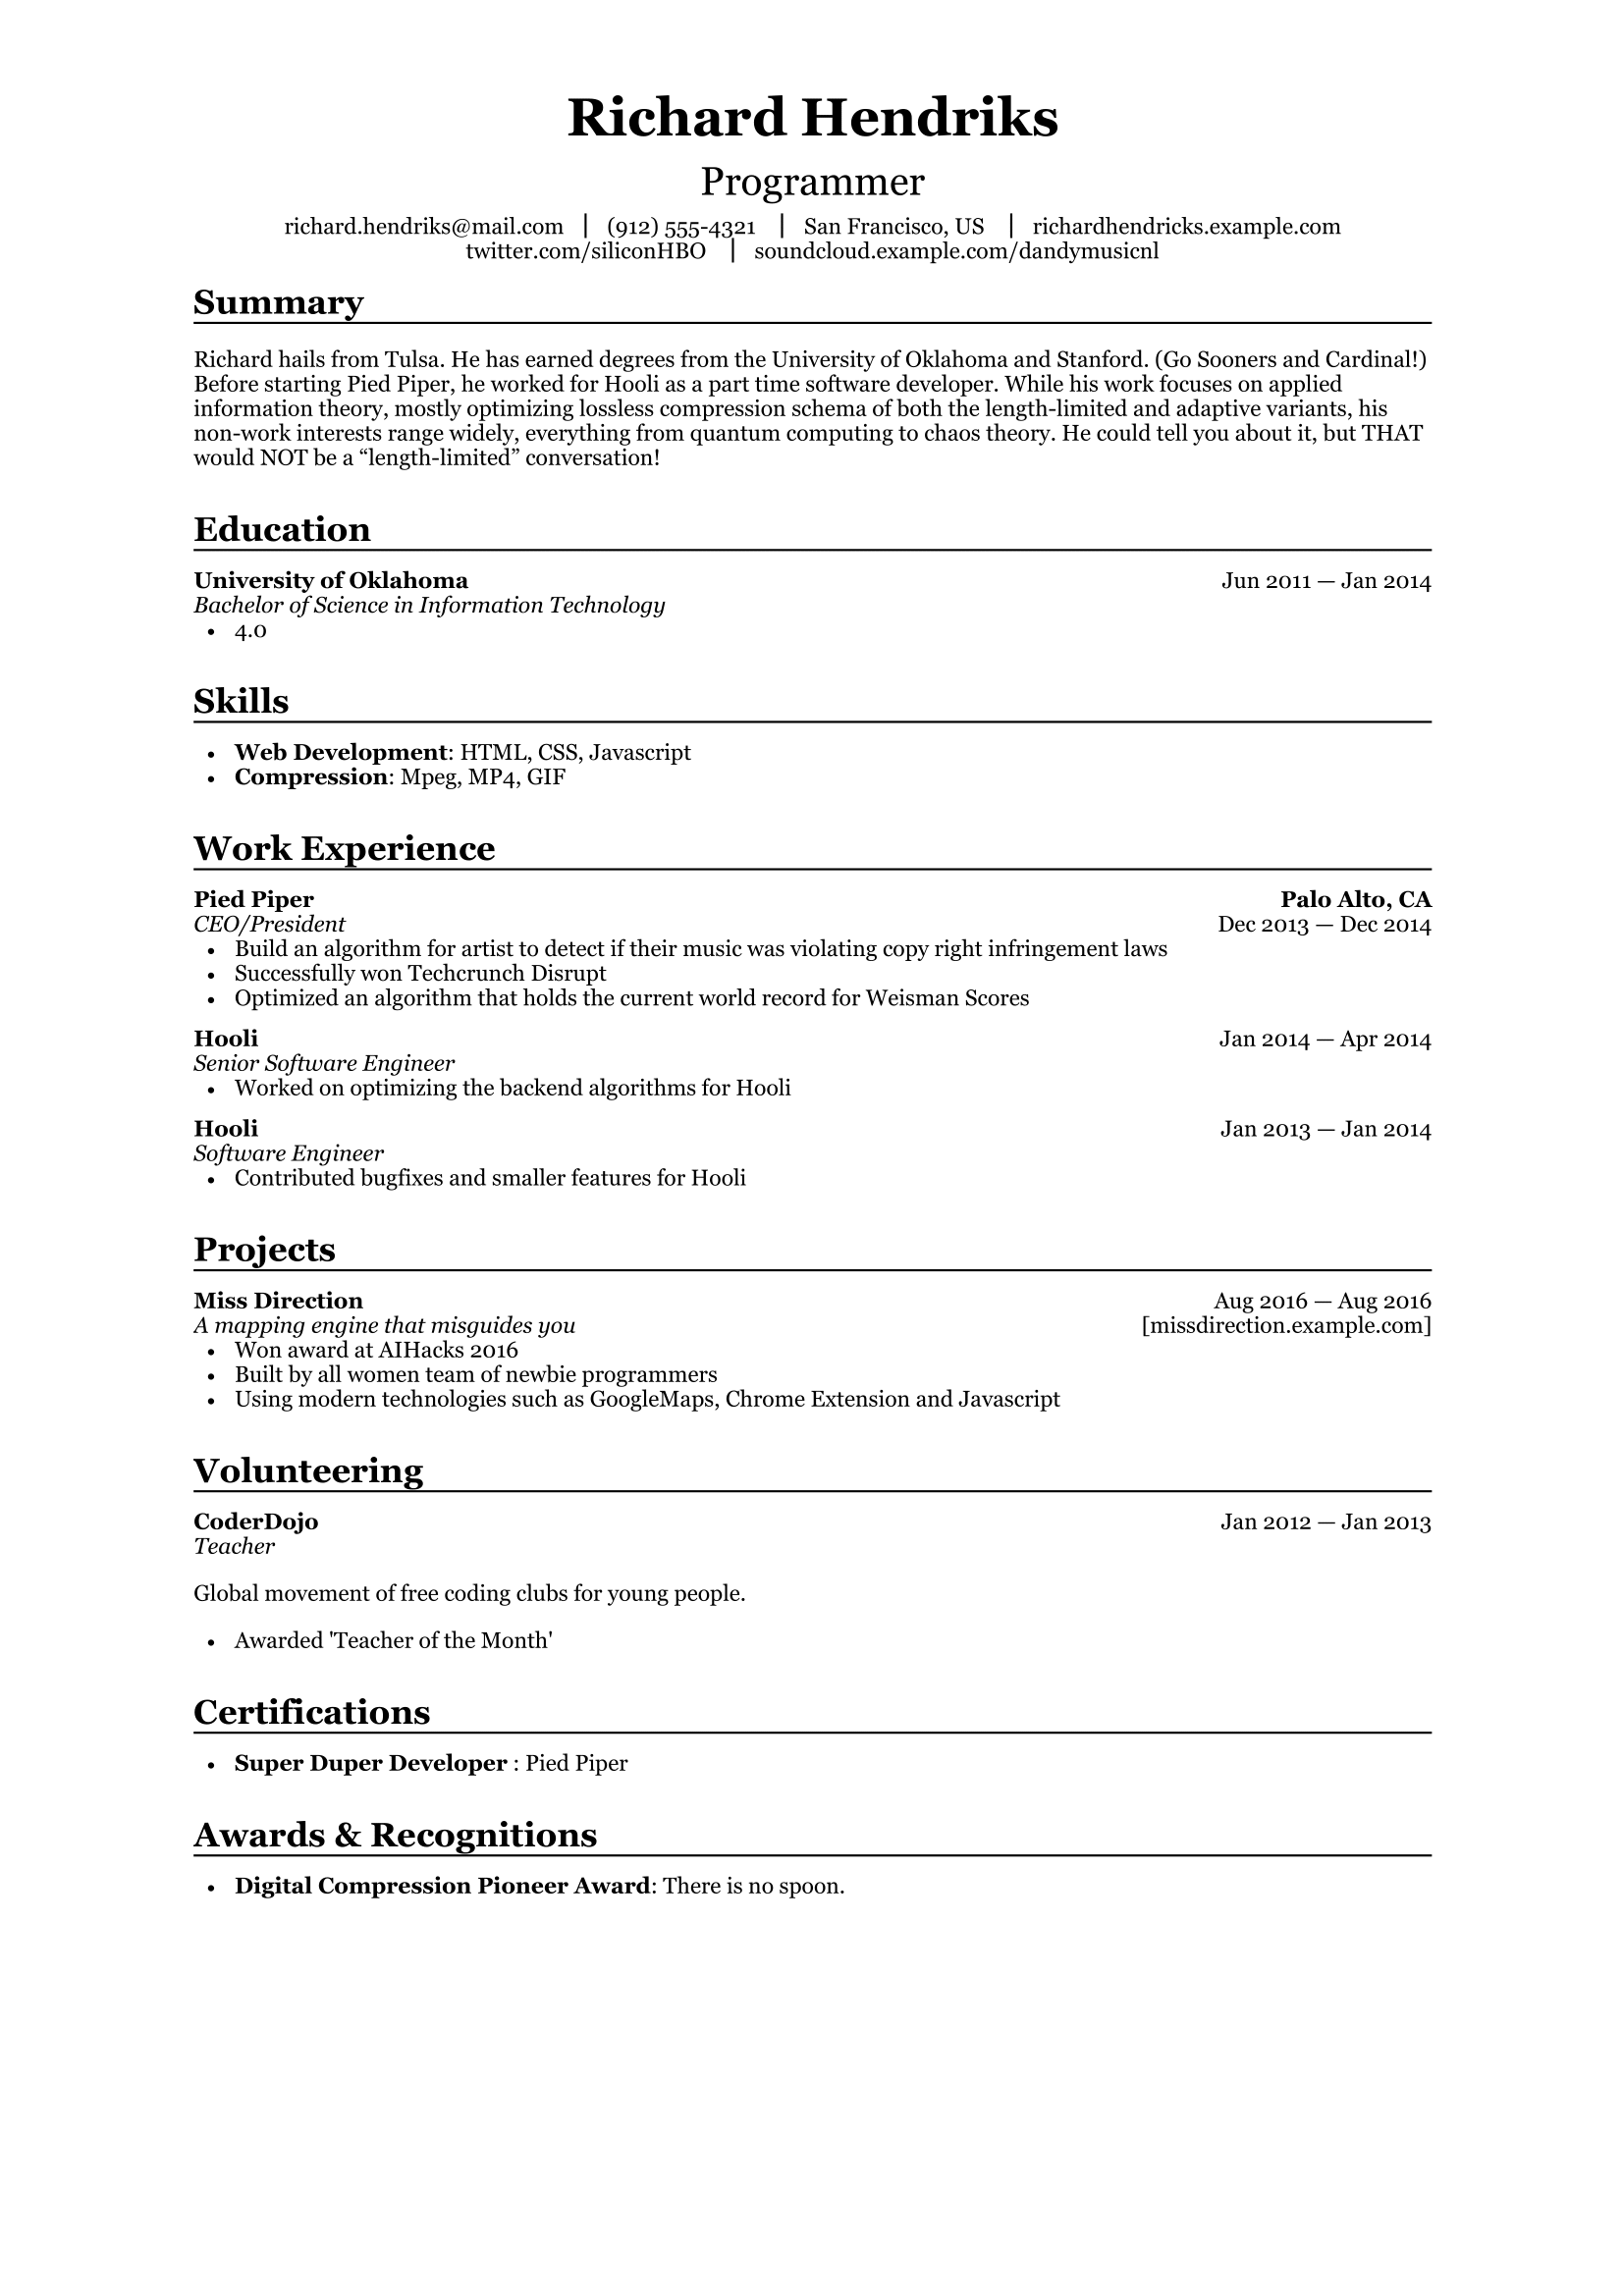 Richard Hendriks
Programmer
richard.hendriks@mail.com | (912) 555-4321 | San Francisco, US | richardhendricks.example.com
twitter.com/siliconHBO | soundcloud.example.com/dandymusicnl
Summary
Richard hails from Tulsa. He has earned degrees from the University of Oklahoma and Stanford. (Go Sooners and Cardinal!)
Before starting Pied Piper, he worked for Hooli as a part time software developer. While his work focuses on applied
information theory, mostly optimizing lossless compression schema of both the length-limited and adaptive variants, his
non-work interests range widely, everything from quantum computing to chaos theory. He could tell you about it, but THAT
would NOT be a “length-limited” conversation!
Education
University of Oklahoma Jun 2011 — Jan 2014
Bachelor of Science in Information Technology
• 4.0
Skills
• Web Development: HTML, CSS, Javascript
• Compression: Mpeg, MP4, GIF
Work Experience
Pied Piper Palo Alto, CA
CEO/President Dec 2013 — Dec 2014
• Build an algorithm for artist to detect if their music was violating copy right infringement laws
• Successfully won Techcrunch Disrupt
• Optimized an algorithm that holds the current world record for Weisman Scores
Hooli Jan 2014 — Apr 2014
Senior Software Engineer
• Worked on optimizing the backend algorithms for Hooli
Hooli Jan 2013 — Jan 2014
Software Engineer
• Contributed bugfixes and smaller features for Hooli
Projects
Miss Direction Aug 2016 — Aug 2016
A mapping engine that misguides you [missdirection.example.com]
• Won award at AIHacks 2016
• Built by all women team of newbie programmers
• Using modern technologies such as GoogleMaps, Chrome Extension and Javascript
Volunteering
CoderDojo Jan 2012 — Jan 2013
Teacher
Global movement of free coding clubs for young people.
• Awarded 'Teacher of the Month'
Certifications
• Super Duper Developer : Pied Piper
Awards & Recognitions
• Digital Compression Pioneer Award: There is no spoon.